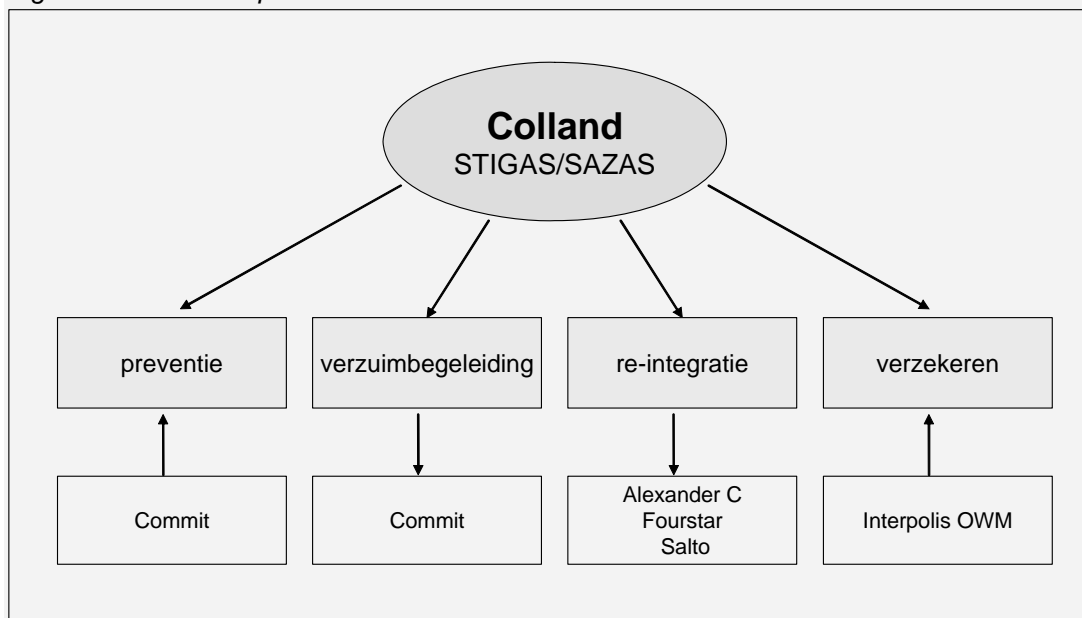 Colland
STIGAS/SAZAS
preventie
verzuimbegeleiding
re-integratie
verzekeren
Commit
Commit
Alexander C
Fourstar
Salto
Interpolis OWM